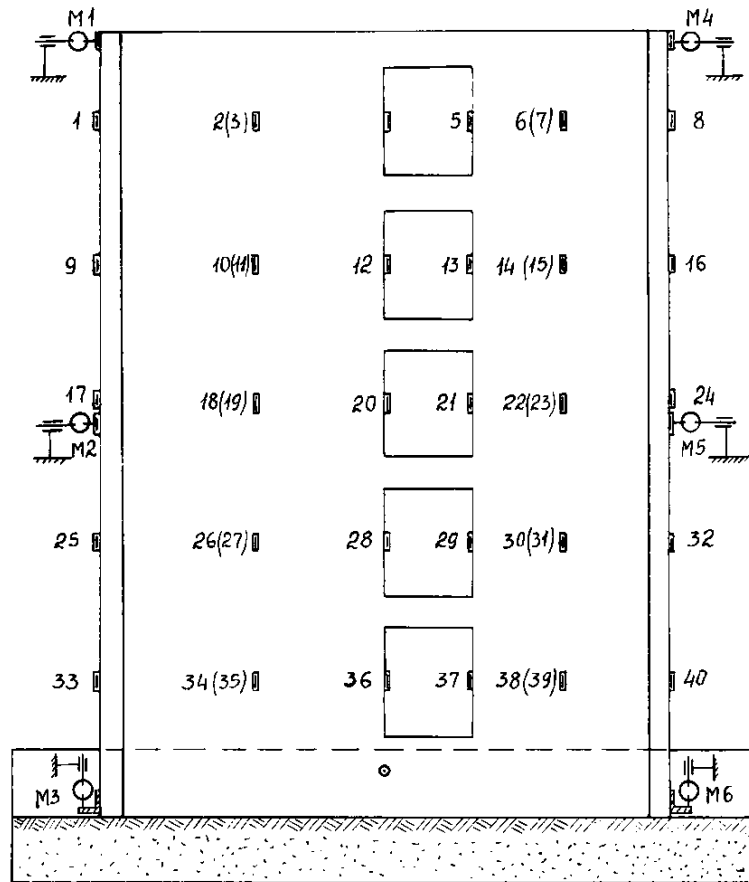 M1 M4
1 2(3) 5 6(7) 8
9 10(11) 12 13 14(15) 16
17 18(19) 20 21 22(23) 24
M2 M5
25 26(27) 28 29 30(31) 32
33 34(35) 36 37 38(39) 40
M3 M6